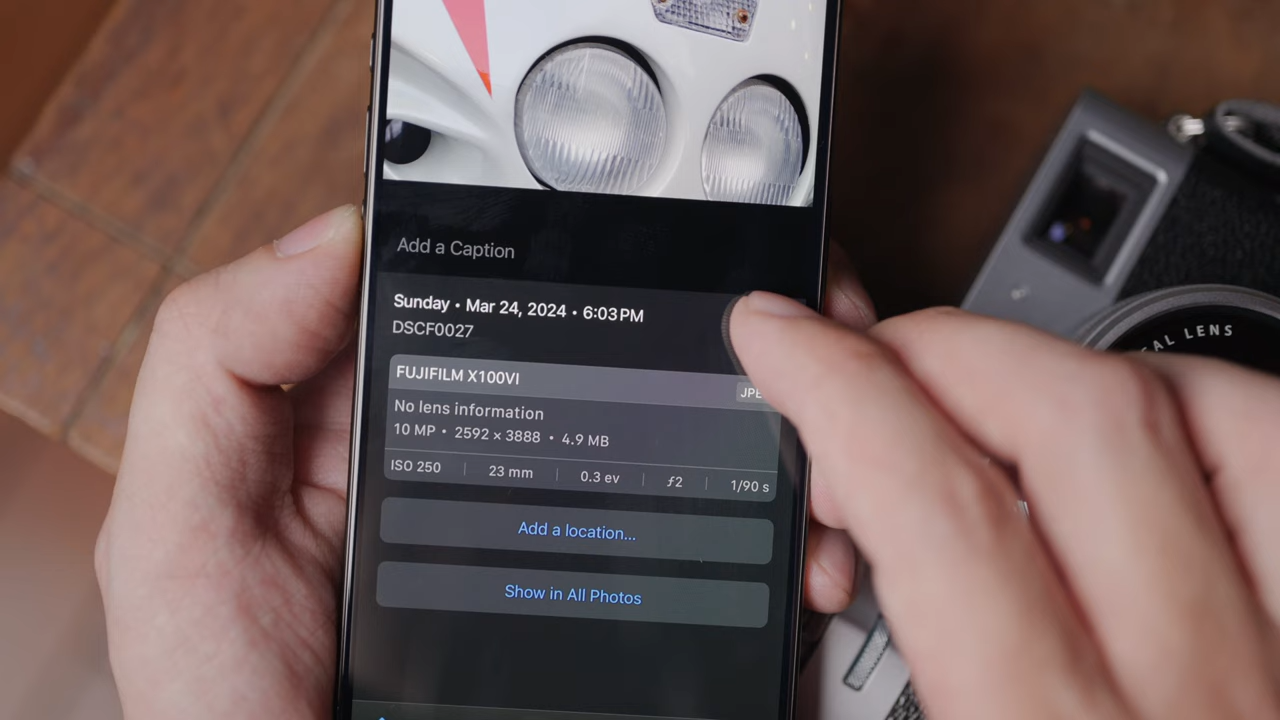 Add a Caption
Sunday • Mar 24, 2024 • 6:03 PM
DSCF0027
FUJIFILM X100VI
No lens information
10 MP • 2592 × 3888 • 4.9 MB
ISO 250 | 23 mm | 0.3 ev | ƒ2 | 1/90 s
Add a location...
Show in All Photos
LENS